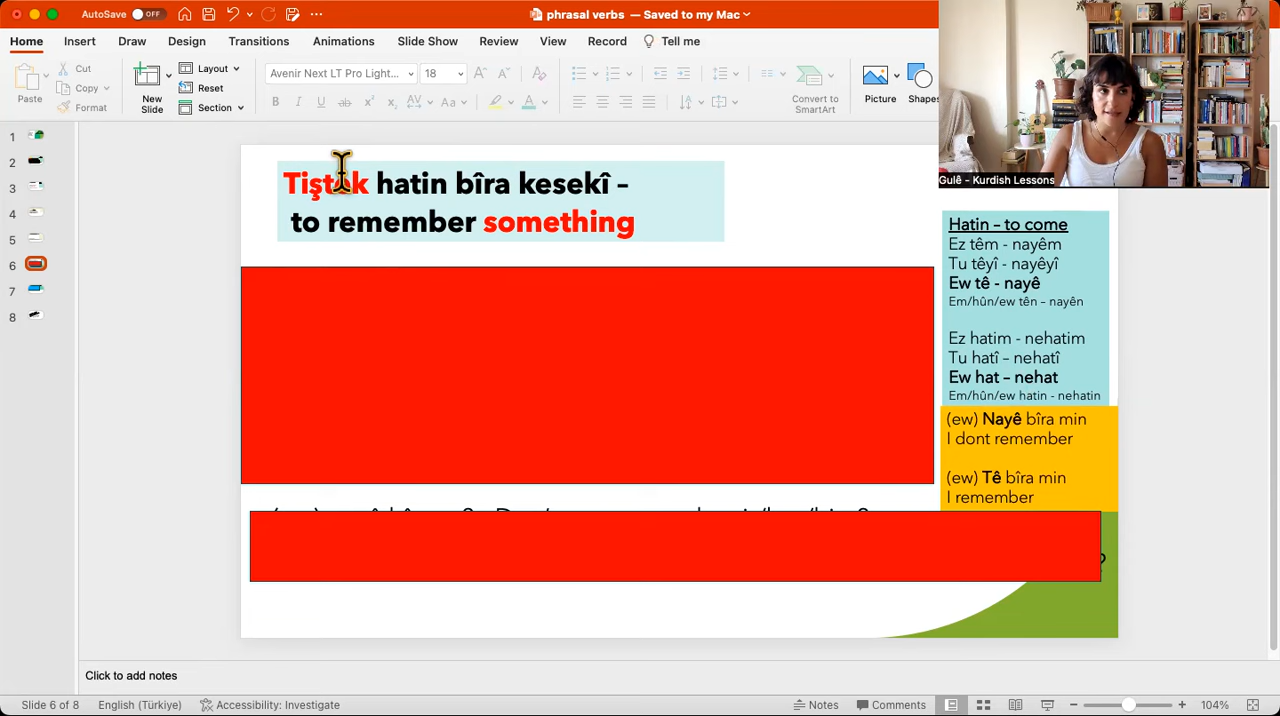 AutoSave OFF
phrasal verbs — Saved to my Mac
Home Insert Draw Design Transitions Animations Slide Show Review View Record Tell me
Paste
Cut
Copy
Format
New Slide
Layout
Reset
Section
Avenir Next LT Pro Light... 18
Convert to SmartArt
Picture
Shapes
Gulê - Kurdish Lessons
1
2
3
4
5
6
7
8
Tiştek hatin bîra kesekî –
to remember something
Hatin – to come
Ez têm - nayêm
Tu têyî - nayêyî
Ew tê - nayê
Em/hûn/ew tên – nayên
Ez hatim - nehatim
Tu hatî – nehatî
Ew hat – nehat
Em/hûn/ew hatin - nehatin
(ew) Nayê bîra min
I dont remember
(ew) Tê bîra min
I remember
Click to add notes
Slide 6 of 8 English (Türkiye) Accessibility: Investigate Notes Comments 104%